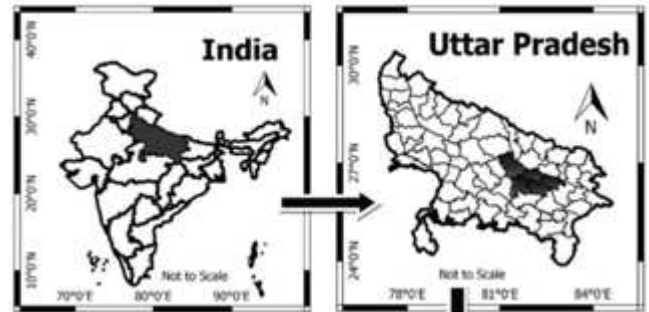 India
N
40°0'N
30°0'N
20°0'N
10°0'N
Not to Scale
70°0'E 80°0'E 90°0'E
Uttar Pradesh
N
30°0'N
27°0'N
24°0'N
Not to Scale
78°0'E 81°0'E 84°0'E